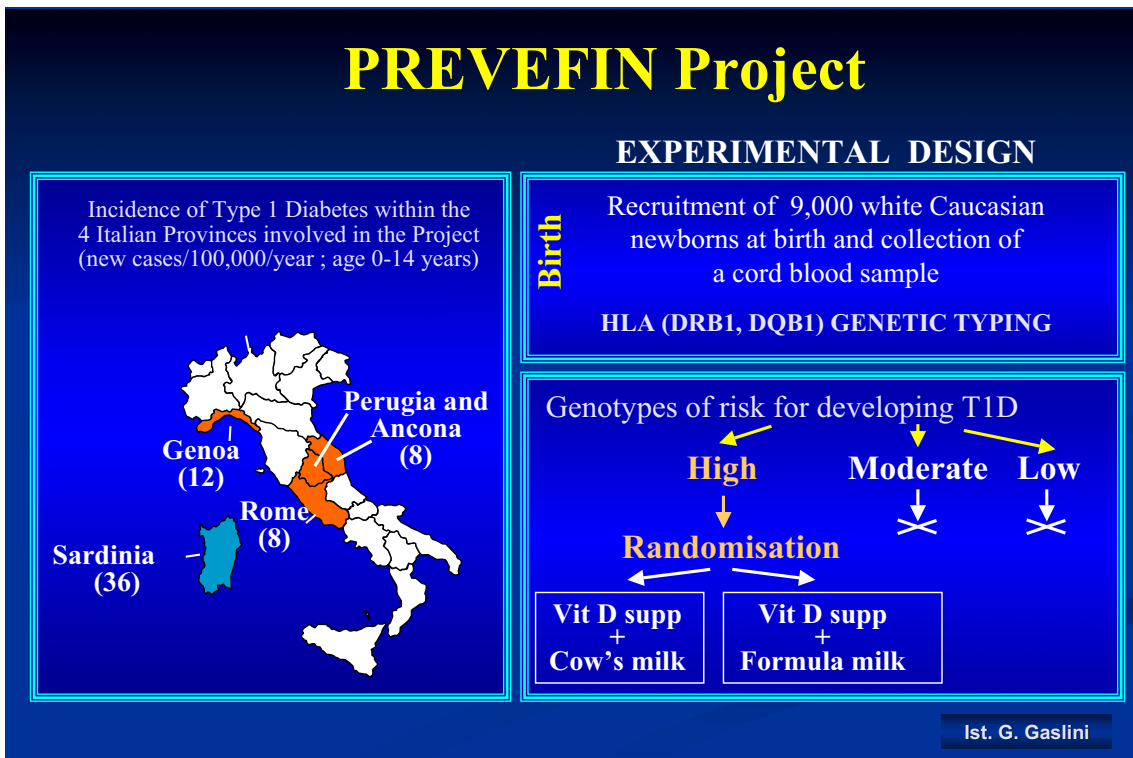 PREVEFIN Project
EXPERIMENTAL DESIGN
Incidence of Type 1 Diabetes within the
4 Italian Provinces involved in the Project
(new cases/100,000/year ; age 0-14 years)
Perugia and
Ancona
(8)
Genoa
(12)
Rome
(8)
Sardinia
(36)
Birth
Recruitment of 9,000 white Caucasian
newborns at birth and collection of
a cord blood sample
HLA (DRB1, DQB1) GENETIC TYPING
Genotypes of risk for developing T1D
High Moderate Low
Randomisation
Vit D supp
+
Cow's milk
Vit D supp
+
Formula milk
Ist. G. Gaslini